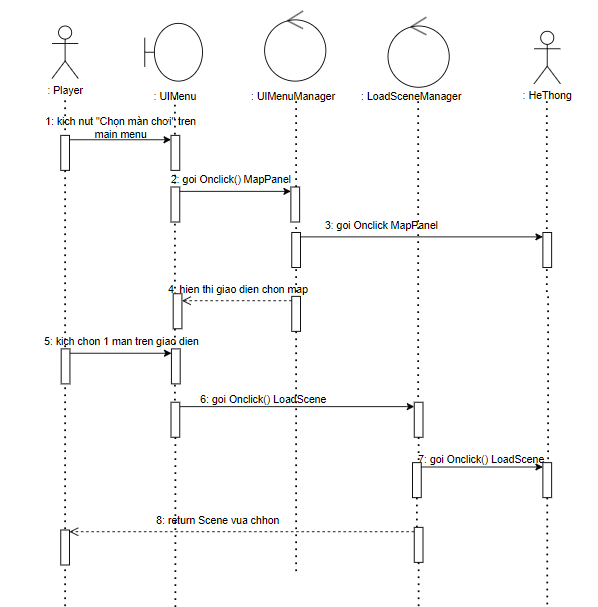 : Player
: UIMenu
: UIMenuManager
: LoadSceneManager
: HeThong
1: kich nut "Chọn màn chơi" tren
main menu
2: goi Onclick() MapPanel
3: goi Onclick MapPanel
4: hien thi giao dien chon map
5: kich chon 1 man tren giao dien
6: goi Onclick() LoadScene
7: goi Onclick() LoadScene
8: return Scene vua chhon